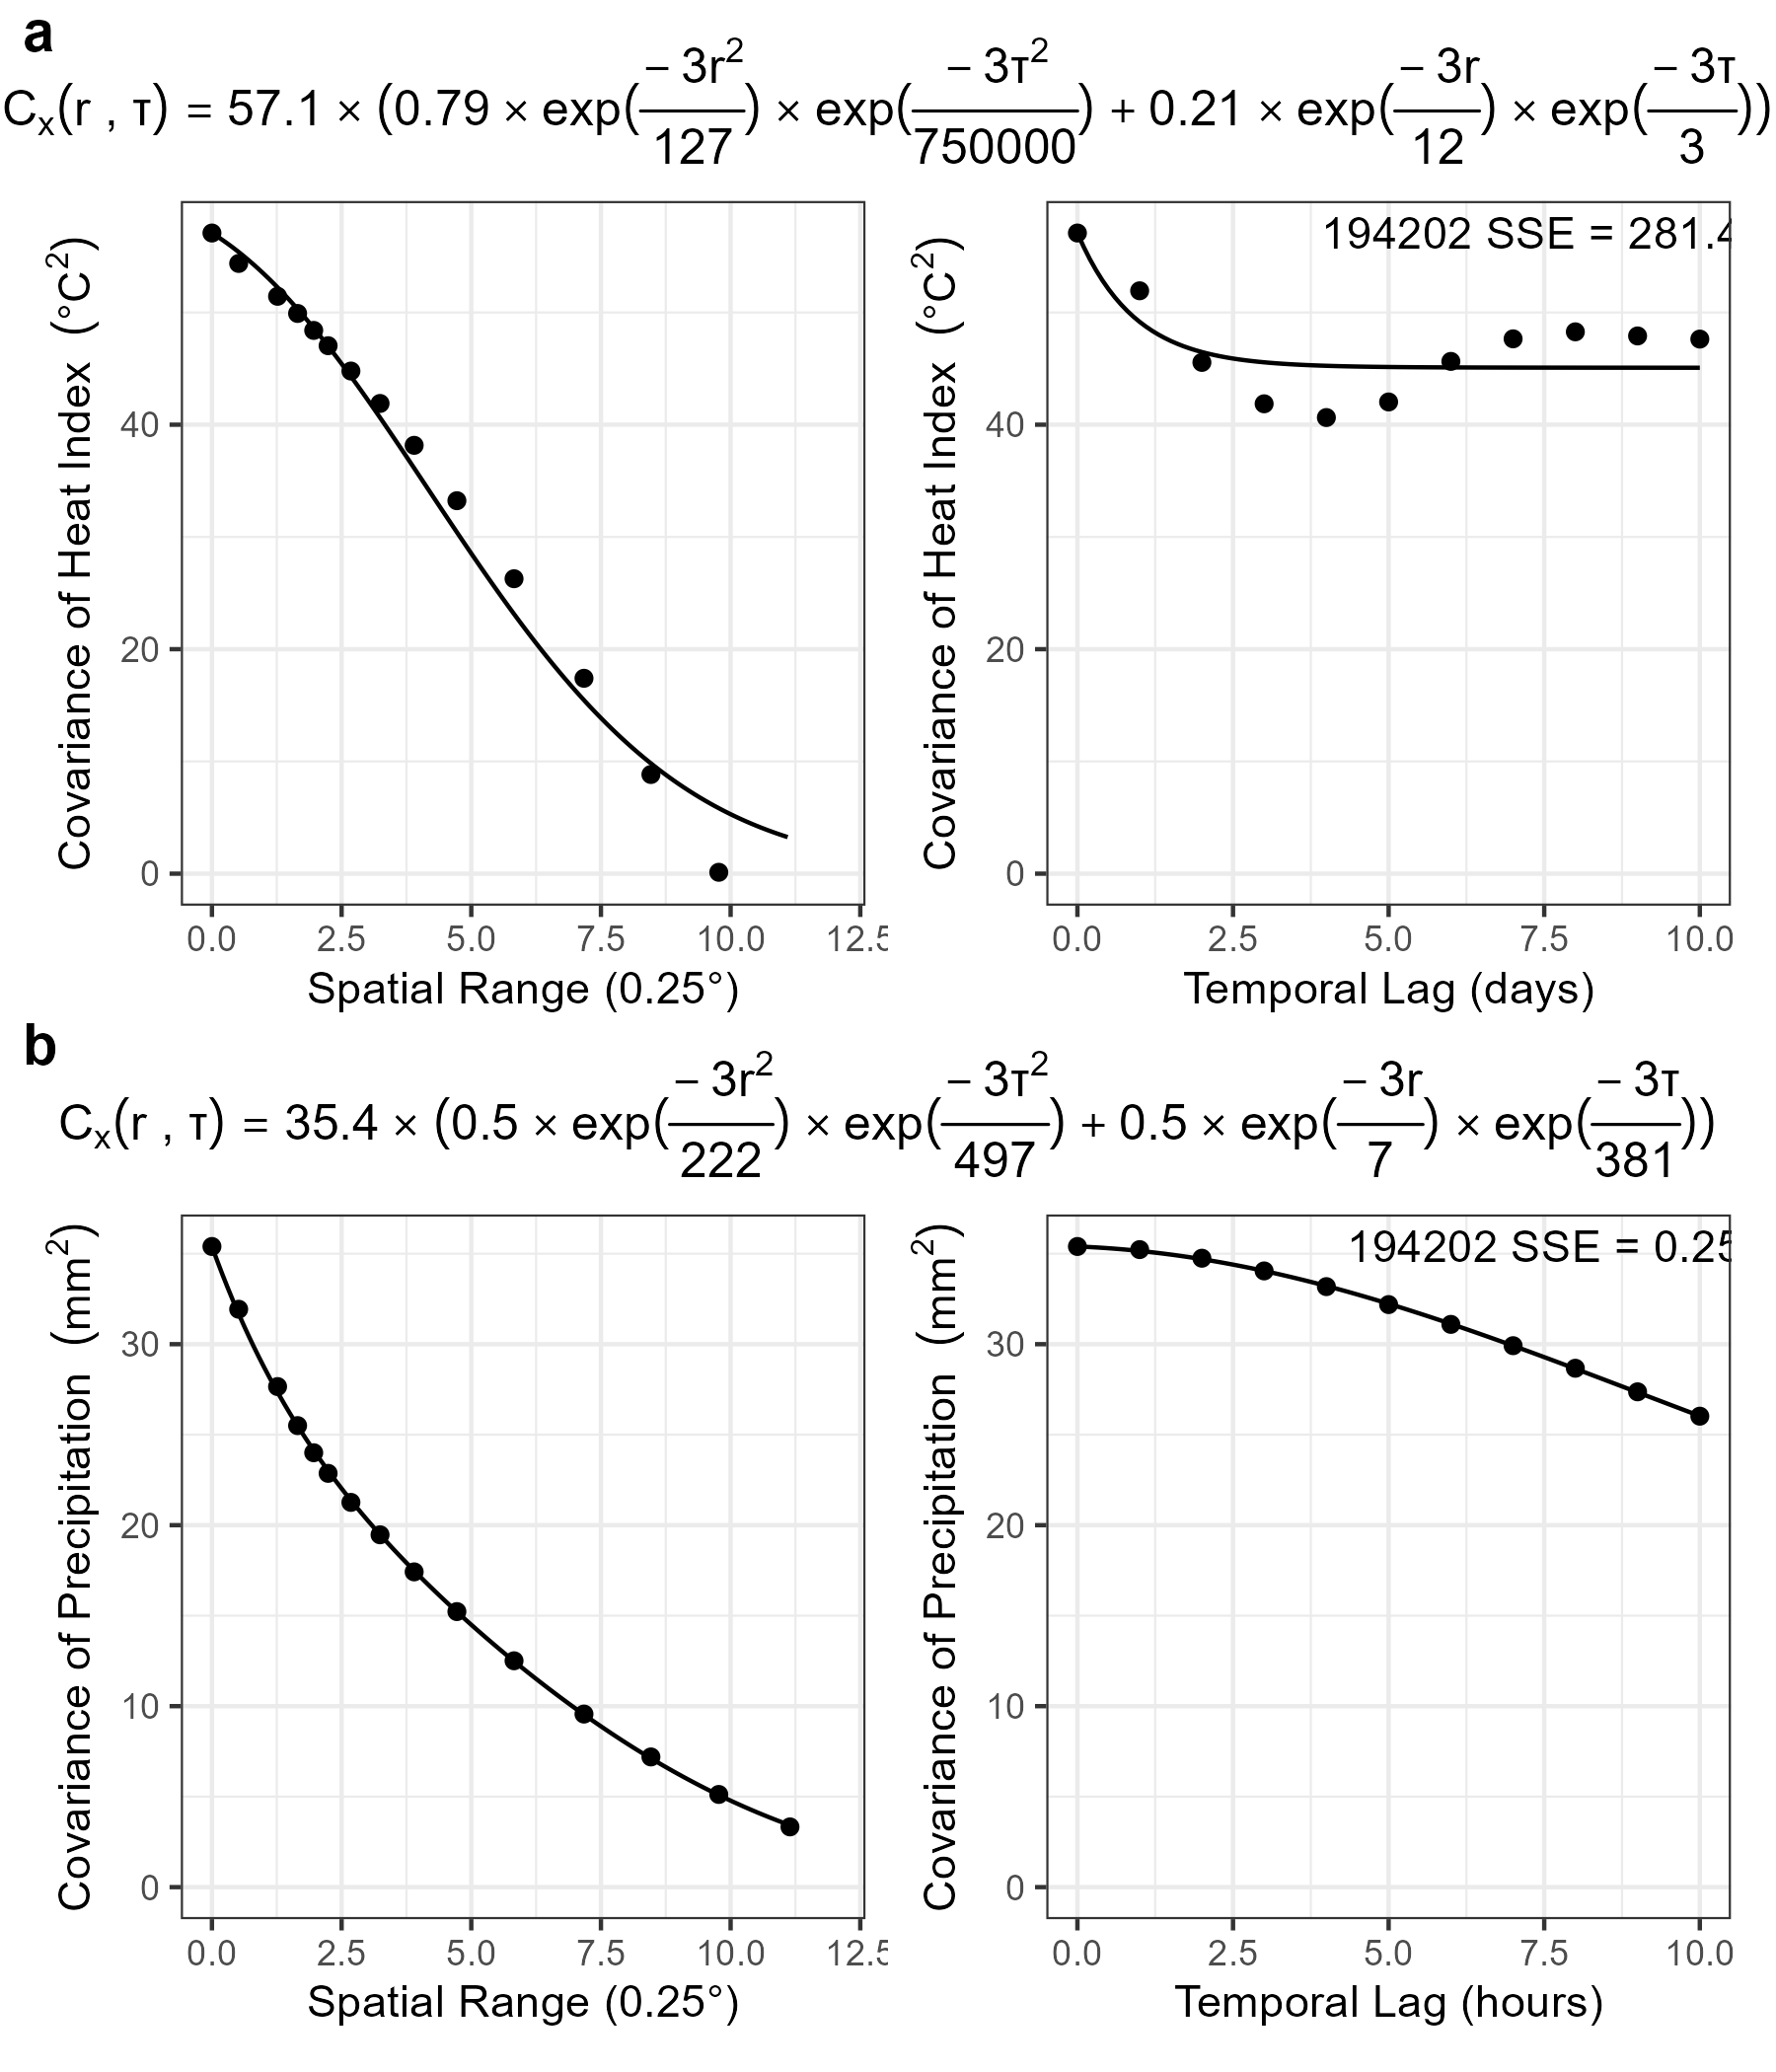 a
Cx(r , τ) = 57.1 × (0.79 × exp(− 3r²/127) × exp(− 3τ²/750000) + 0.21 × exp(− 3r/12) × exp(− 3τ/3))
Covariance of Heat Index (°C²)
40
20
0
0.0 2.5 5.0 7.5 10.0 12.5
Spatial Range (0.25°)
194202 SSE = 281.4
Covariance of Heat Index (°C²)
40
20
0
0.0 2.5 5.0 7.5 10.0
Temporal Lag (days)
b
Cx(r , τ) = 35.4 × (0.5 × exp(− 3r²/222) × exp(− 3τ²/497) + 0.5 × exp(− 3r/7) × exp(− 3τ/381))
Covariance of Precipitation (mm²)
30
20
10
0
0.0 2.5 5.0 7.5 10.0 12.5
Spatial Range (0.25°)
194202 SSE = 0.25
Covariance of Precipitation (mm²)
30
20
10
0
0.0 2.5 5.0 7.5 10.0
Temporal Lag (hours)